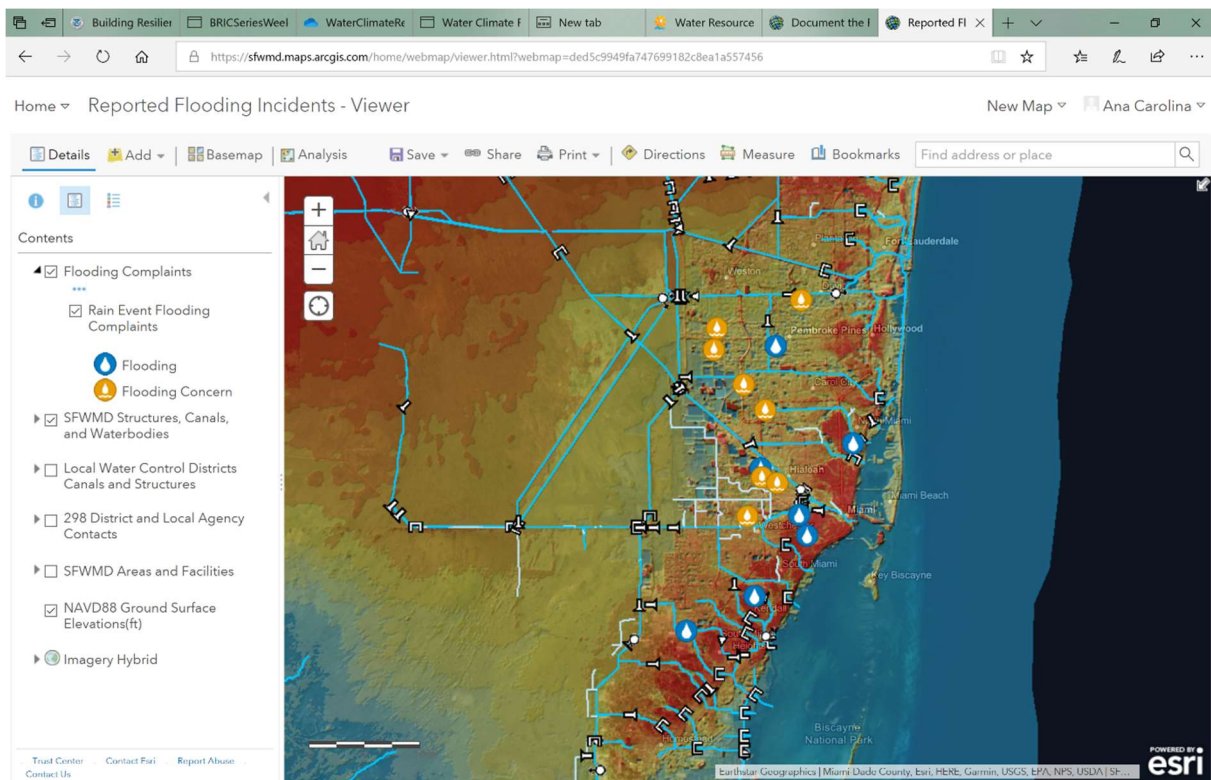 Building Resilier
BRICSeriesWeel
WaterClimateRe
Water Climate F
New tab
Water Resource
Document the F
Reported Fl
https://sfwmd.maps.arcgis.com/home/webmap/viewer.html?webmap=ded5c9949fa747699182c8ea1a557456
Home
Reported Flooding Incidents - Viewer
New Map
Ana Carolina
Details
Add
Basemap
Analysis
Save
Share
Print
Directions
Measure
Bookmarks
Find address or place
Contents
Flooding Complaints
Rain Event Flooding
Complaints
Flooding
Flooding Concern
SFWMD Structures, Canals,
and Waterbodies
Local Water Control Districts
Canals and Structures
298 District and Local Agency
Contacts
SFWMD Areas and Facilities
NAVD88 Ground Surface
Elevations(ft)
Imagery Hybrid
Trust Center
Contact Esri
Report Abuse
Contact Us
Fort Lauderdale
Weston
Pembroke Pines
Hollywood
Carol City
Miami
Hialeah
Miami Beach
Miami
South Miami
Key Biscayne
Kendall
Homestead
Biscayne
National Park
Earthstar Geographics | Miami-Dade County, Esri, HERE, Garmin, USGS, EPA, NPS, USDA | SF...
POWERED BY
esri